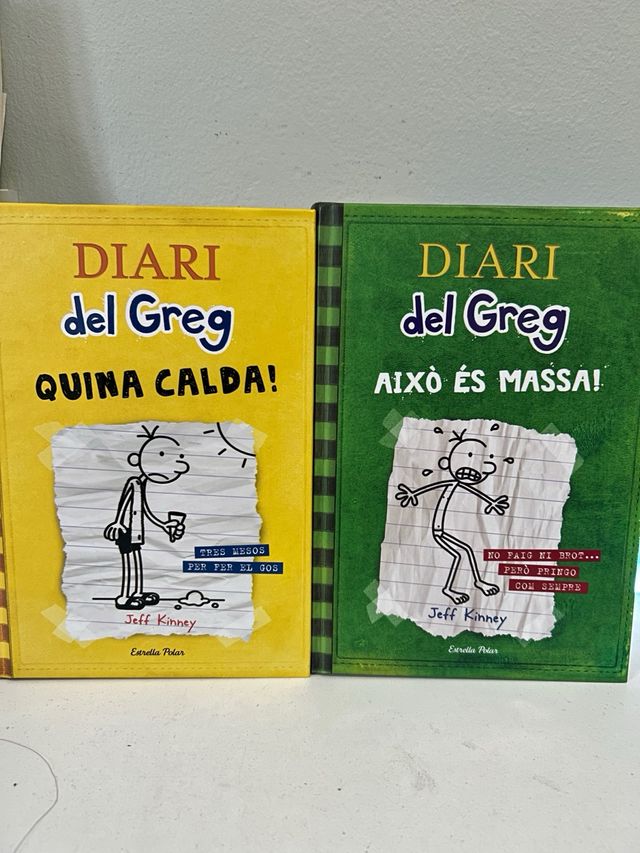 DIARI
del Greg
QUINA CALDA!
TRES MESOS
PER FER EL GOS
Jeff Kinney
Estrella Polar
DIARI
del Greg
AIXÒ ÉS MASSA!
NO FAIG NI BROT...
PERÒ PRINGO
COM SEMPRE
Jeff Kinney
Estrella Polar